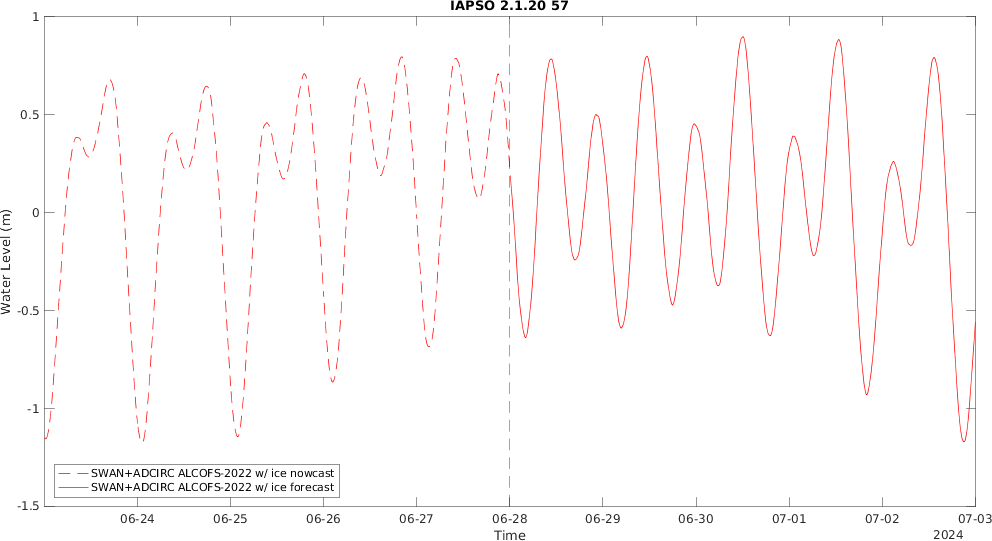 IAPSO 2.1.20 57
1
0.5
0
-0.5
-1
-1.5
Water Level (m)
SWAN+ADCIRC ALCOFS-2022 w/ ice nowcast
SWAN+ADCIRC ALCOFS-2022 w/ ice forecast
06-24 06-25 06-26 06-27 06-28 06-29 06-30 07-01 07-02 07-03
Time
2024